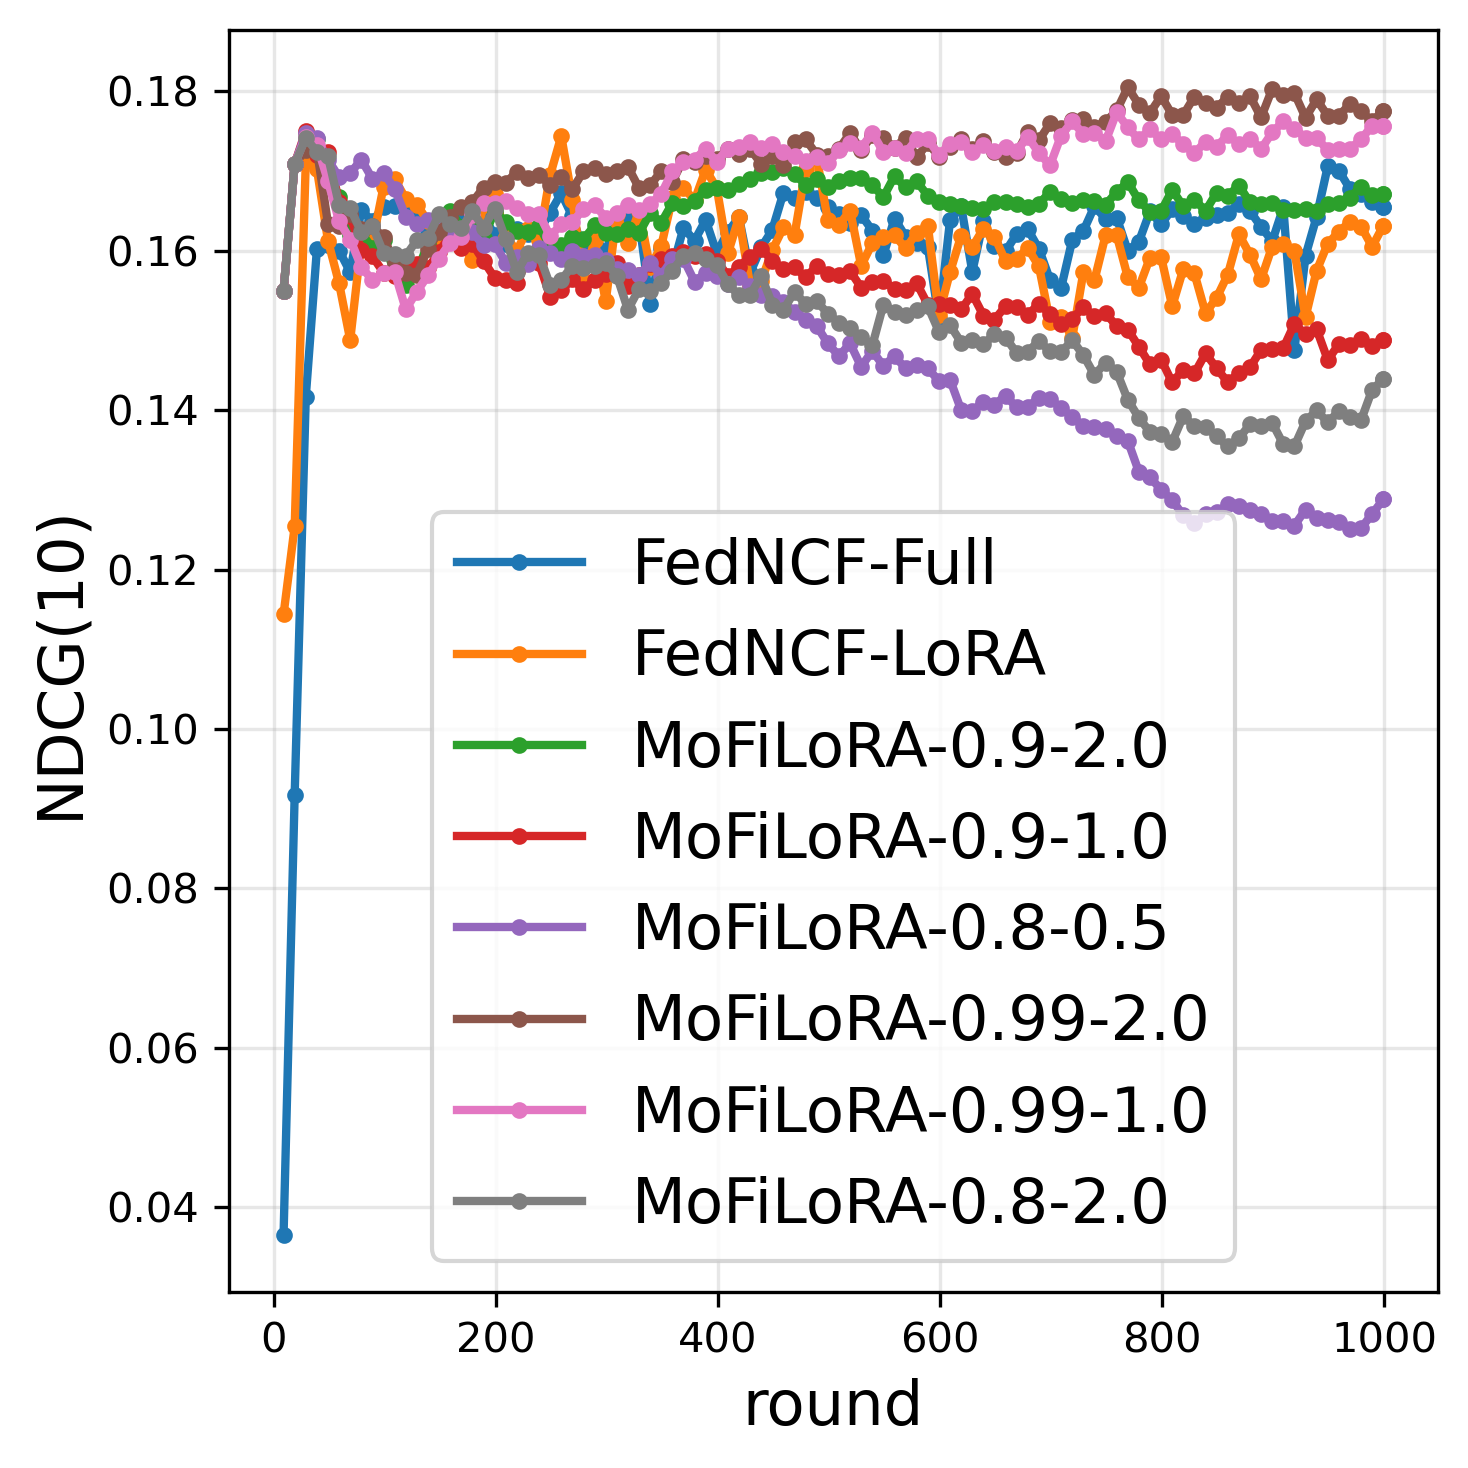 0.18
0.16
0.14
0.12
0.10
0.08
0.06
0.04
NDCG(10)
FedNCF-Full
FedNCF-LoRA
MoFiLoRA-0.9-2.0
MoFiLoRA-0.9-1.0
MoFiLoRA-0.8-0.5
MoFiLoRA-0.99-2.0
MoFiLoRA-0.99-1.0
MoFiLoRA-0.8-2.0
0 200 400 600 800 1000
round